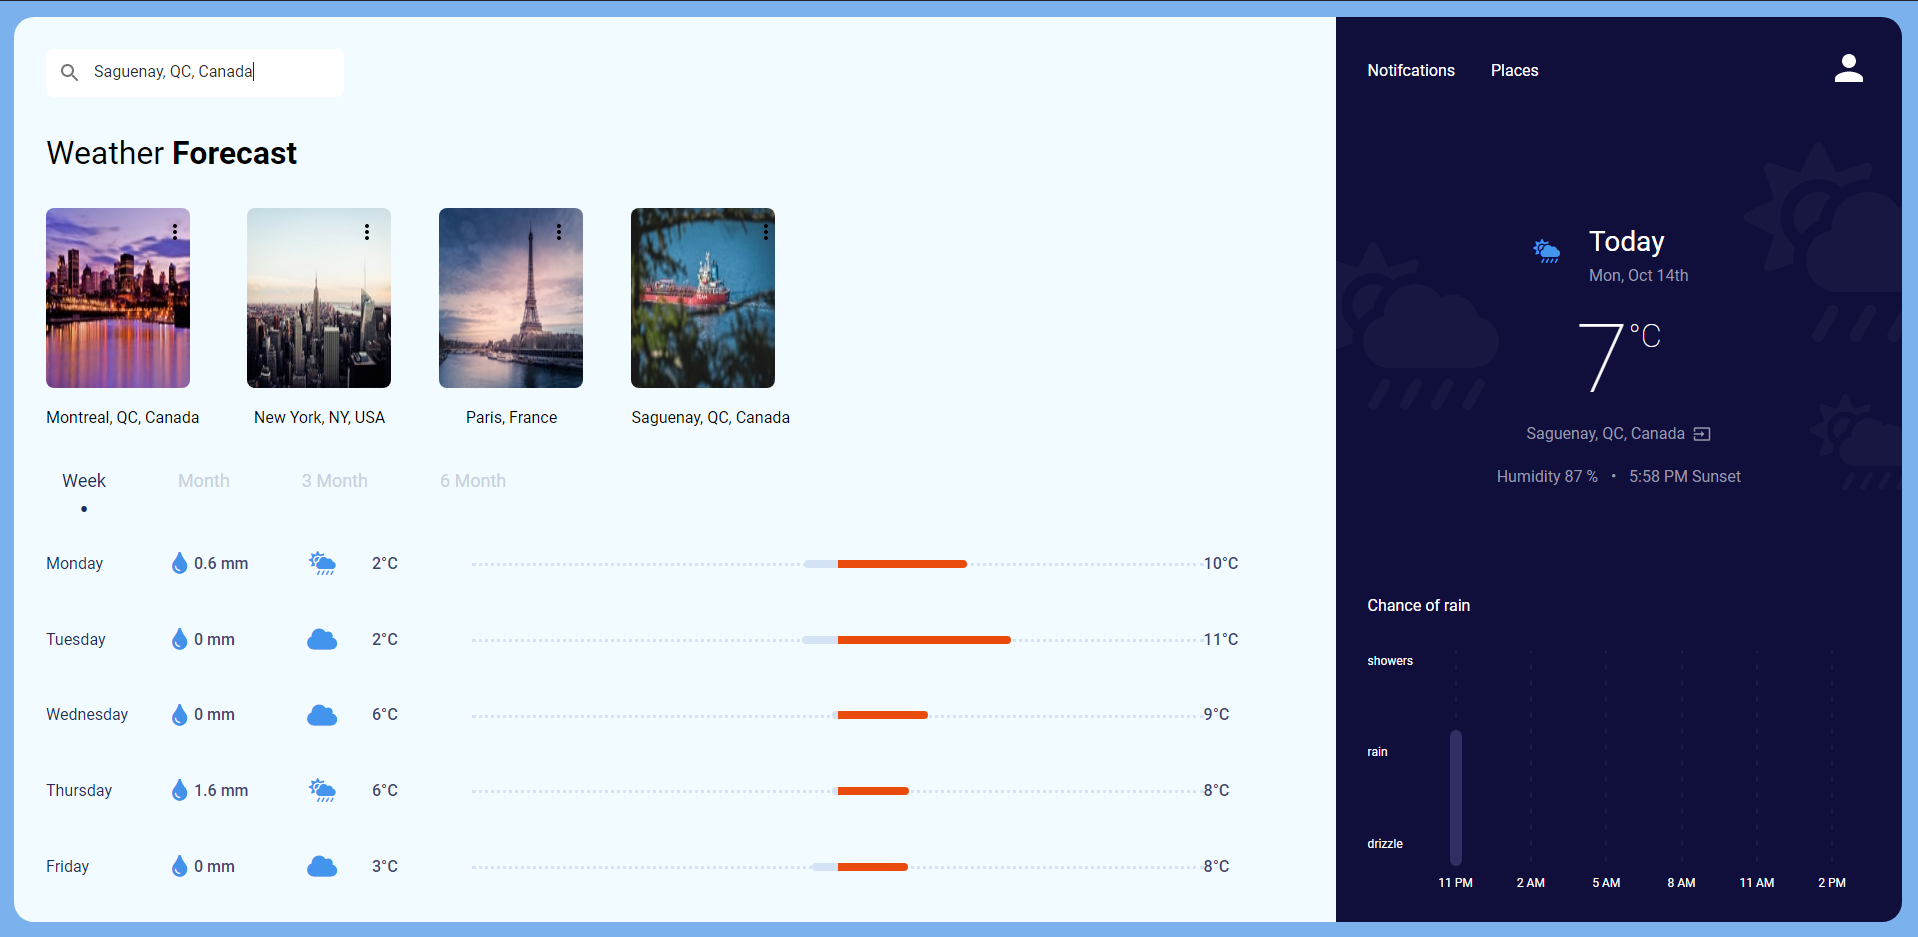 Saguenay, QC, Canada
Notifcations Places
Weather Forecast
Montreal, QC, Canada
New York, NY, USA
Paris, France
TEAM
Saguenay, QC, Canada
Week Month 3 Month 6 Month
Monday 0.6 mm 2°C 10°C
Tuesday 0 mm 2°C 11°C
Wednesday 0 mm 6°C 9°C
Thursday 1.6 mm 6°C 8°C
Friday 0 mm 3°C 8°C
Today
Mon, Oct 14th
7°C
Saguenay, QC, Canada
Humidity 87 % • 5:58 PM Sunset
Chance of rain
showers
rain
drizzle
11 PM 2 AM 5 AM 8 AM 11 AM 2 PM